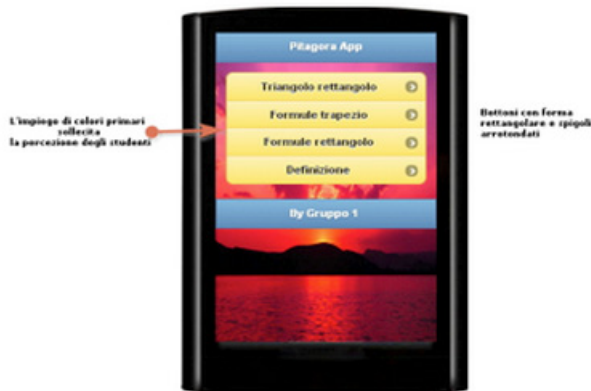 Pitagora App
Triangolo rettangolo
Formule trapezio
Formule rettangolo
Definizione
By Gruppo 1
L'impiego di colori primari
sollecita
la percezione degli studenti
Bottoni con forma
rettangolare e spigoli
arrotondati